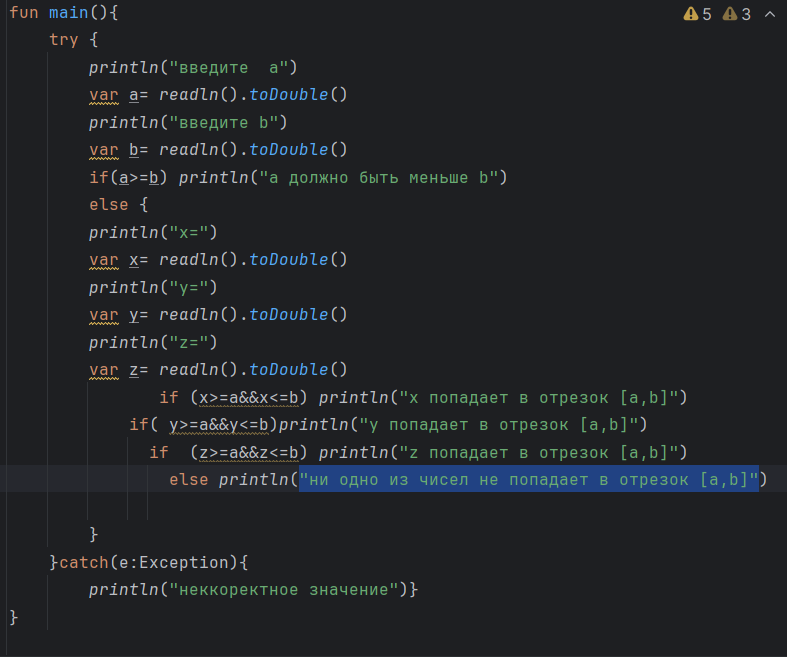 fun main(){
5 3
try {
println("введите  a")
var a= readln().toDouble()
println("введите b")
var b= readln().toDouble()
if(a>=b) println("a должно быть меньше b")
else {
println("x=")
var x= readln().toDouble()
println("y=")
var y= readln().toDouble()
println("z=")
var z= readln().toDouble()
if (x>=a&&x<=b) println("x попадает в отрезок [a,b]")
if( y>=a&&y<=b)println("y попадает в отрезок [a,b]")
if  (z>=a&&z<=b) println("z попадает в отрезок [a,b]")
else println("ни одно из чисел не попадает в отрезок [a,b]")
}
}catch(e:Exception){
println("неккоректное значение")}
}